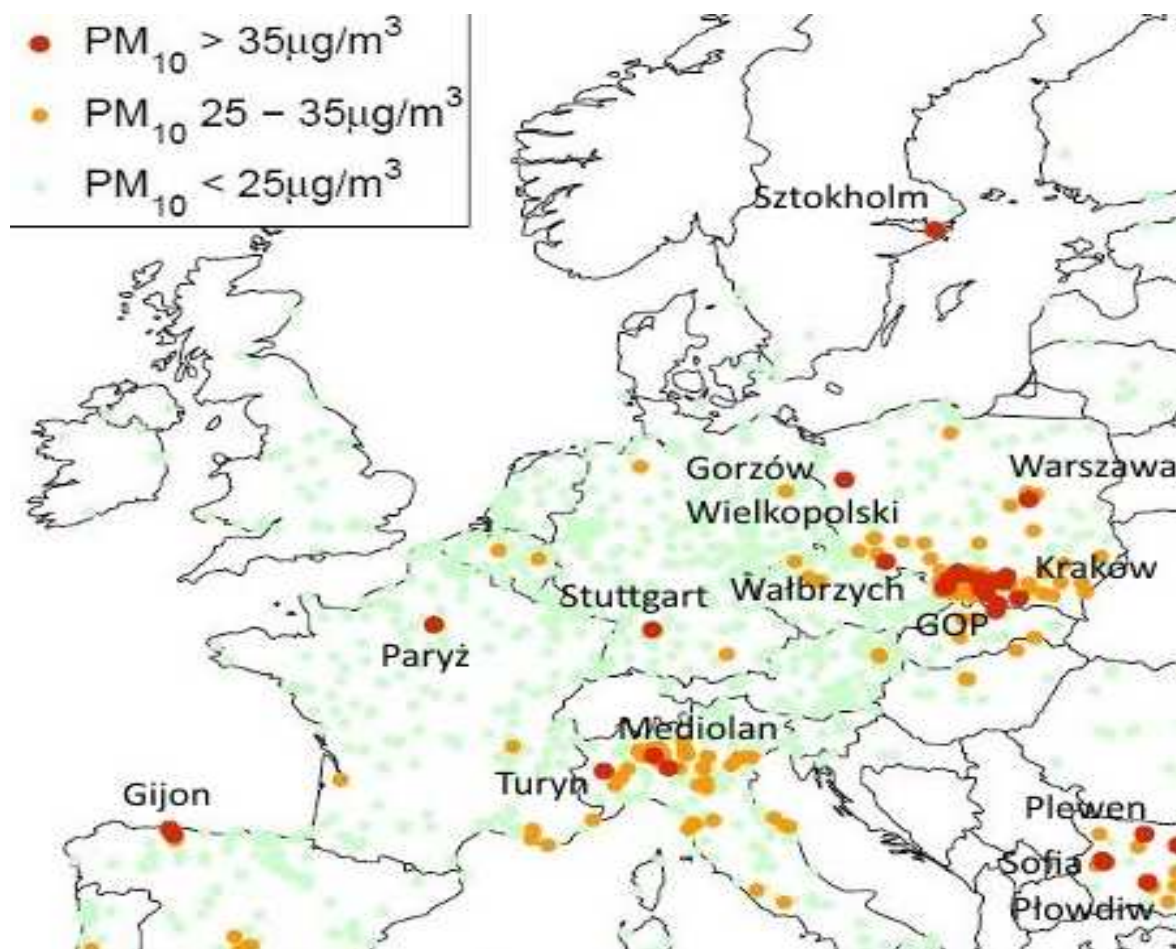 PM10 > 35μg/m3
PM10 25 – 35μg/m3
PM10 < 25μg/m3
Sztokholm
Gorzów
Wielkopolski
Warszawa
Kraków
Wałbrzych
Stuttgart
GOP
Paryż
Mediolan
Turyn
Gijon
Plewen
Sofia
Płowdiw